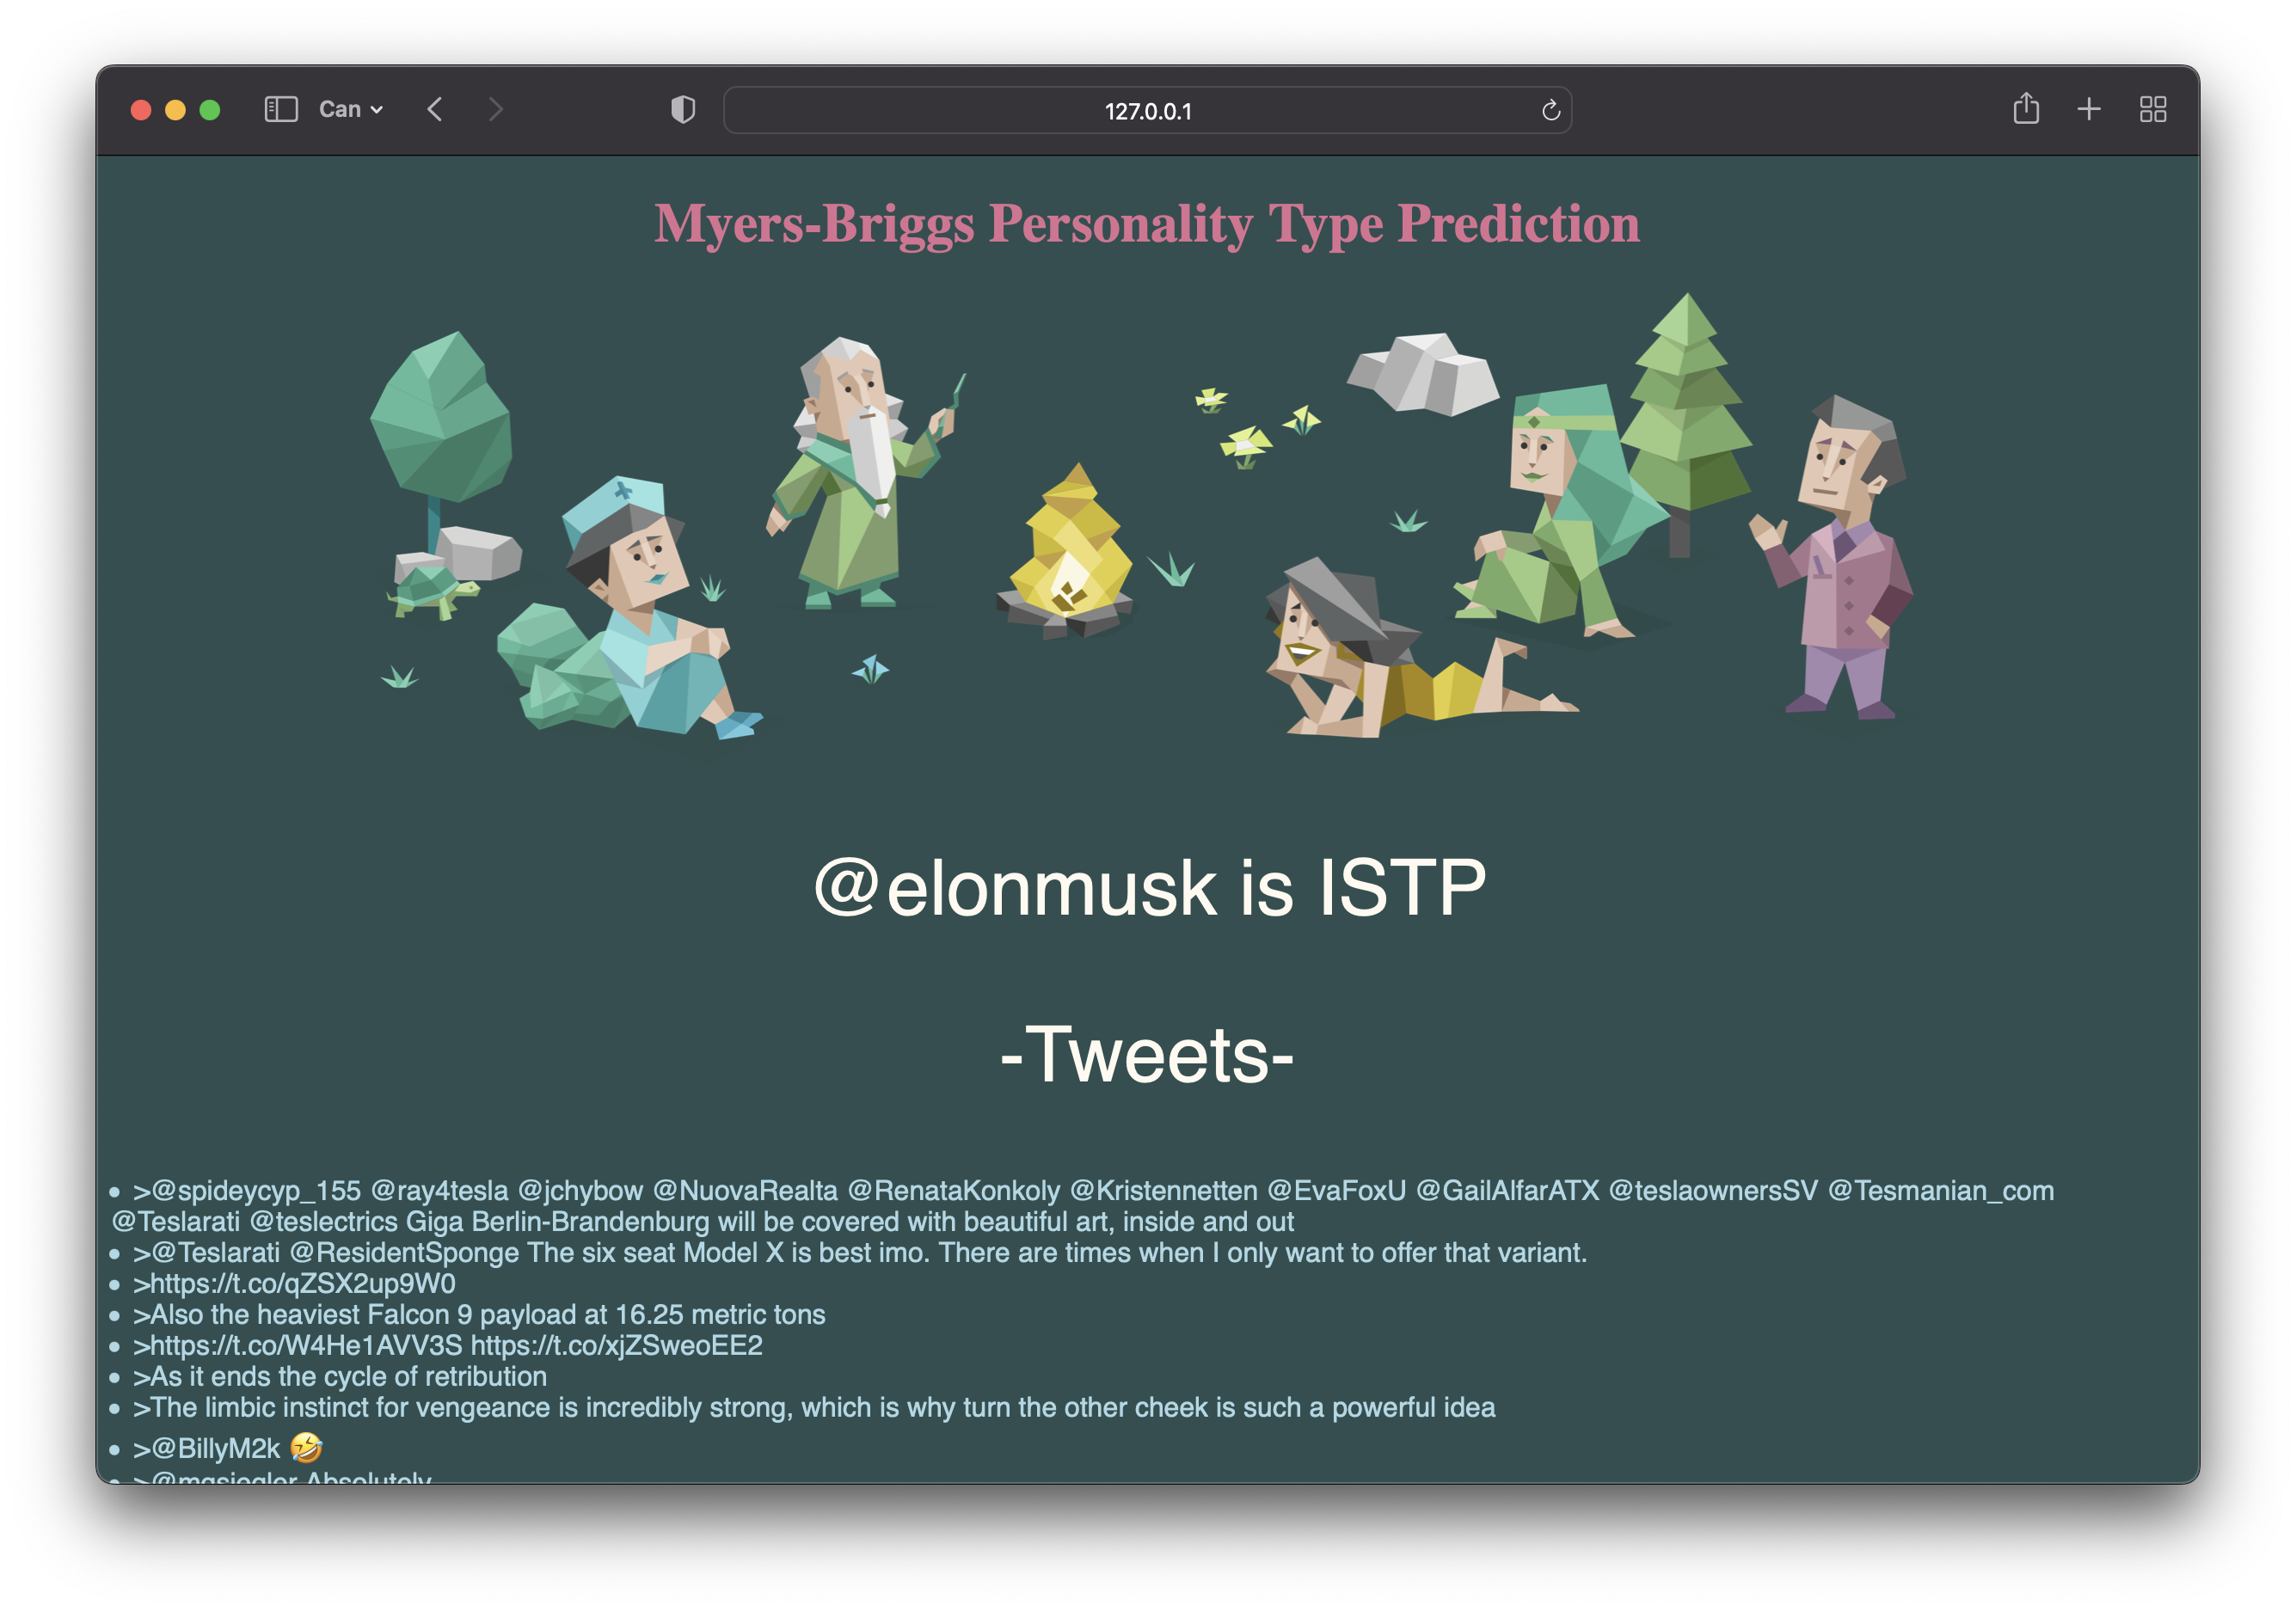 Can
127.0.0.1
Myers-Briggs Personality Type Prediction
@elonmusk is ISTP
-Tweets-
• >@spideycyp_155 @ray4tesla @jchybow @NuovaRealta @RenataKonkoly @Kristennetten @EvaFoxU @GailAlfarATX @teslaownersSV @Tesmanian_com
@Teslarati @teslectrics Giga Berlin-Brandenburg will be covered with beautiful art, inside and out
• >@Teslarati @ResidentSponge The six seat Model X is best imo. There are times when I only want to offer that variant.
• >https://t.co/qZSX2up9W0
• >Also the heaviest Falcon 9 payload at 16.25 metric tons
• >https://t.co/W4He1AVV3S https://t.co/xjZSweoEE2
• >As it ends the cycle of retribution
• >The limbic instinct for vengeance is incredibly strong, which is why turn the other cheek is such a powerful idea
• >@BillyM2k 🤣
• >@mgsiegler Absolutely